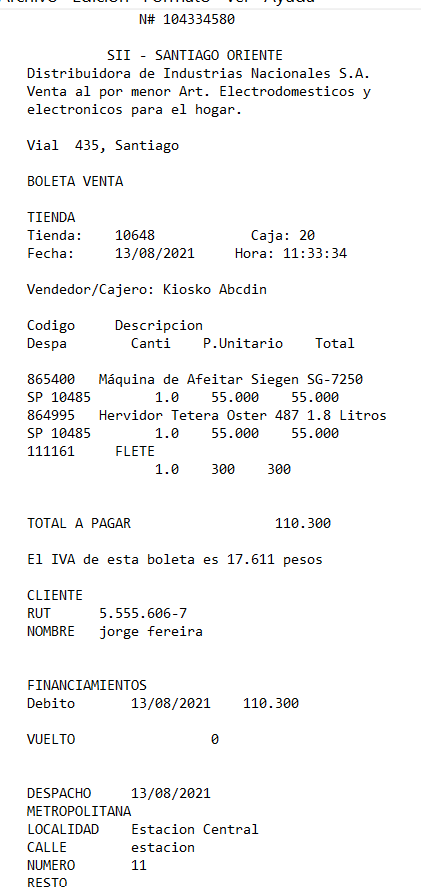 Archivo Edición Formato Ver Ayuda
N# 104334580
SII - SANTIAGO ORIENTE
Distribuidora de Industrias Nacionales S.A.
Venta al por menor Art. Electrodomesticos y
electronicos para el hogar.
Vial 435, Santiago
BOLETA VENTA
TIENDA
Tienda: 10648 Caja: 20
Fecha: 13/08/2021 Hora: 11:33:34
Vendedor/Cajero: Kiosko Abcdin
Codigo Descripcion
Despa Canti P.Unitario Total
865400 Máquina de Afeitar Siegen SG-7250
SP 10485 1.0 55.000 55.000
864995 Hervidor Tetera Oster 487 1.8 Litros
SP 10485 1.0 55.000 55.000
111161 FLETE
1.0 300 300
TOTAL A PAGAR 110.300
El IVA de esta boleta es 17.611 pesos
CLIENTE
RUT 5.555.606-7
NOMBRE jorge fereira
FINANCIAMIENTOS
Debito 13/08/2021 110.300
VUELTO 0
DESPACHO 13/08/2021
METROPOLITANA
LOCALIDAD Estacion Central
CALLE estacion
NUMERO 11
RESTO